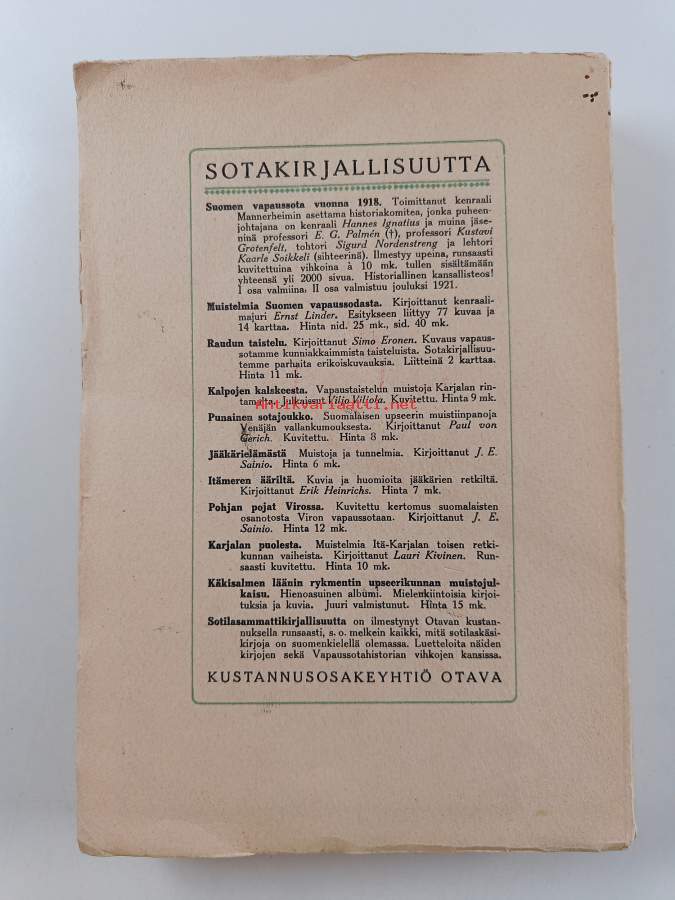 SOTAKIRJALLISUUTTA
Suomen vapaussota vuonna 1918. Toimittanut kenraali
Mannerheimin asettama historiakomitea, jonka puheen-
johtajana on kenraali Hannes Ignatius ja muina jäse-
ninä professori E. G. Palmén (†), professori Kustavi
Grotenfelt, tohtori Sigurd Nordenstreng ja lehtori
Kaarle Soikkeli (sihteerinä). Ilmestyy upeina, runsaasti
kuvitettuina vihkoina à 10 mk. tullen sisältämään
yhteensä yli 2000 sivua. Historiallinen kansallisteos!
I osa valmiina, II osa valmistuu jouluksi 1921.
Muistelmia Suomen vapaussodasta. Kirjoittanut kenraali-
majuri Ernst Linder. Esitykseen liittyy 77 kuvaa ja
14 karttaa. Hinta nid. 25 mk., sid. 40 mk.
Raudun taistelu. Kirjoittanut Simo Eronen. Kuvaus vapaus-
sotamme kunniakkaimmista taisteluista. Sotakirjallisuu-
temme parhaita erikoiskuvauksia. Liitteinä 2 karttaa.
Hinta 11 mk.
Kalpojen kalskeesta. Vapaustaistelun muistoja Karjalan rin-
tamalta. Julkaissut Viljo Viljola. Kuvitettu. Hinta 9 mk.
Antikvariaatti.net
Punainen sotajoukko. Suomalaisen upseerin muistiinpanoja
Venäjän vallankumouksesta. Kirjoittanut Paul von
Gerich. Kuvitettu. Hinta 8 mk.
Jääkärielämästä Muistoja ja tunnelmia. Kirjoittanut J. E.
Sainio. Hinta 6 mk.
Itämeren ääriltä. Kuvia ja huomioita jääkärien retkiltä.
Kirjoittanut Erik Heinrichs. Hinta 7 mk.
Pohjan pojat Virossa. Kuvitettu kertomus suomalaisten
osanotosta Viron vapaussotaan. Kirjoittanut J. E.
Sainio. Hinta 12 mk.
Karjalan puolesta. Muistelmia Itä-Karjalan toisen retki-
kunnan vaiheista. Kirjoittanut Lauri Kivinen. Run-
saasti kuvitettu. Hinta 10 mk.
Käkisalmen läänin rykmentin upseerikunnan muistojul-
kaisu. Hienoasuinen albumi. Mielenkiintoisia kirjoi-
tuksia ja kuvia. Juuri valmistunut. Hinta 15 mk.
Sotilasammattikirjallisuutta on ilmestynyt Otavan kustan-
nuksella runsaasti, s. o. melkein kaikki, mitä sotilaskäsi-
kirjoja on suomenkielellä olemassa. Luetteloita näiden
kirjojen sekä Vapaussotahistorian vihkojen kansissa.
KUSTANNUSOSAKEYHTIÖ OTAVA